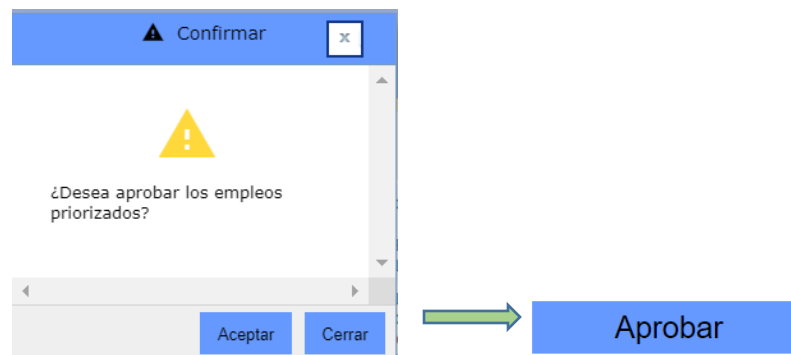 Confirmar
x
¿Desea aprobar los empleos
priorizados?
Aceptar
Cerrar
Aprobar